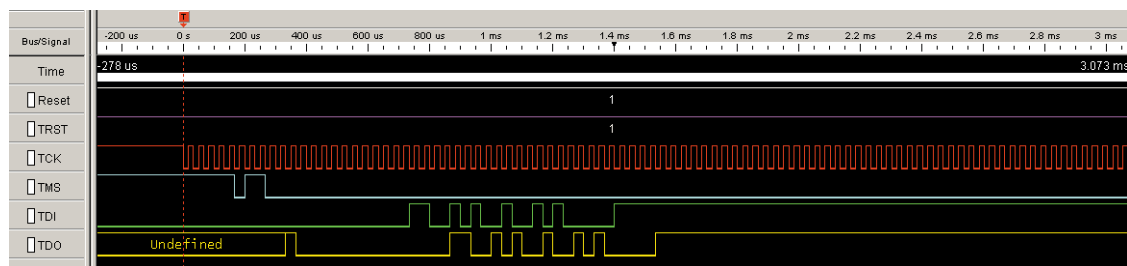 T
Bus/Signal -200 us 0 s 200 us 400 us 600 us 800 us 1 ms 1.2 ms 1.4 ms 1.6 ms 1.8 ms 2 ms 2.2 ms 2.4 ms 2.6 ms 2.8 ms 3 ms
Time -278 us 3.073 ms
Reset 1
TRST 1
TCK
TMS
TDI
TDO Undefined